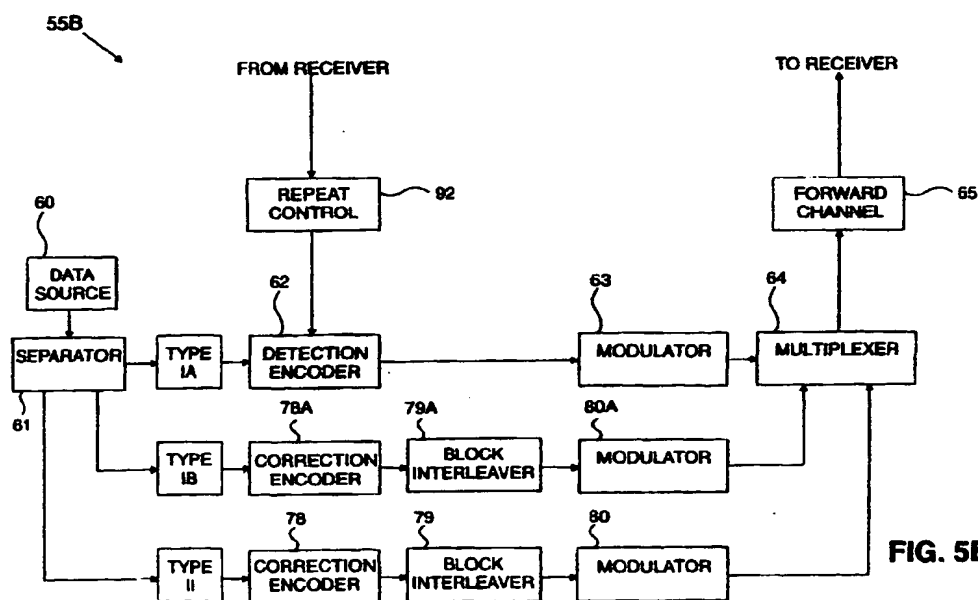 55B
FROM RECEIVER
TO RECEIVER
REPEAT
CONTROL
92
FORWARD
CHANNEL
65
60
DATA
SOURCE
62
63
64
SEPARATOR
61
TYPE
IA
DETECTION
ENCODER
MODULATOR
MULTIPLEXER
78A
79A
80A
TYPE
IB
CORRECTION
ENCODER
BLOCK
INTERLEAVER
MODULATOR
78
79
80
TYPE
II
CORRECTION
ENCODER
BLOCK
INTERLEAVER
MODULATOR